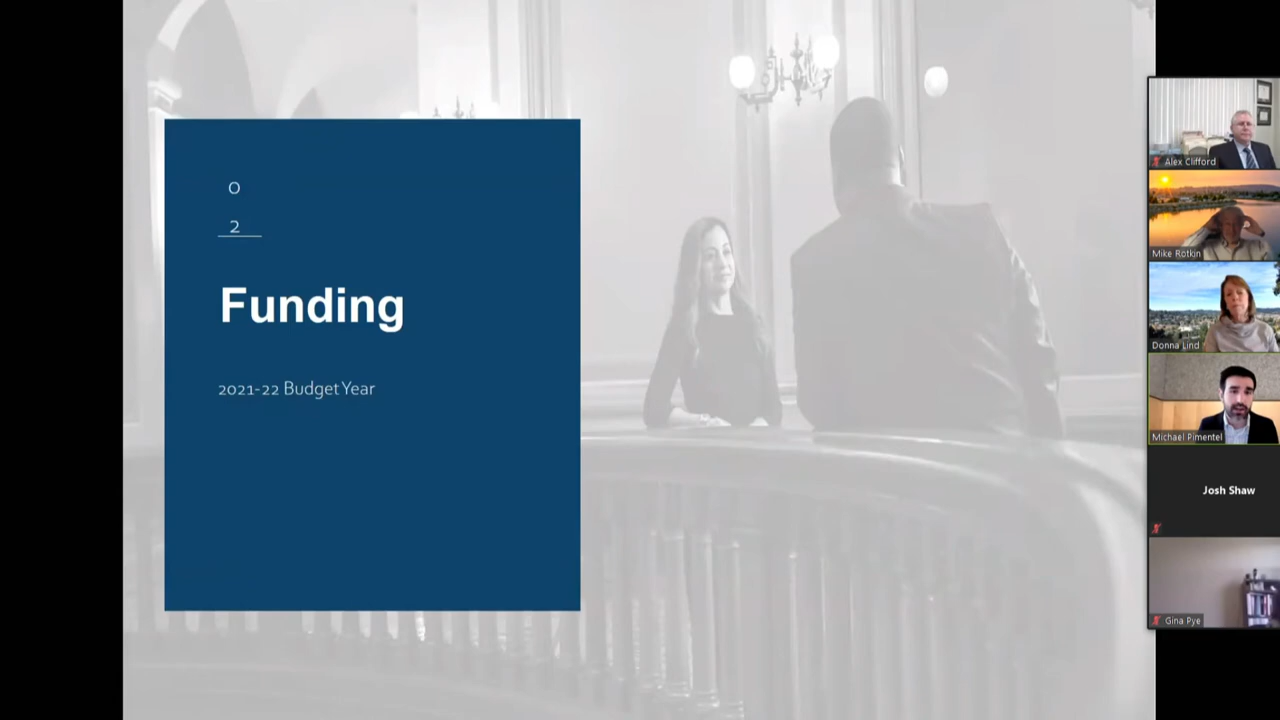 0
2
Funding
2021-22 Budget Year
Alex Clifford
Mike Rotkin
Donna Lind
Michael Pimentel
Josh Shaw
Gina Pye